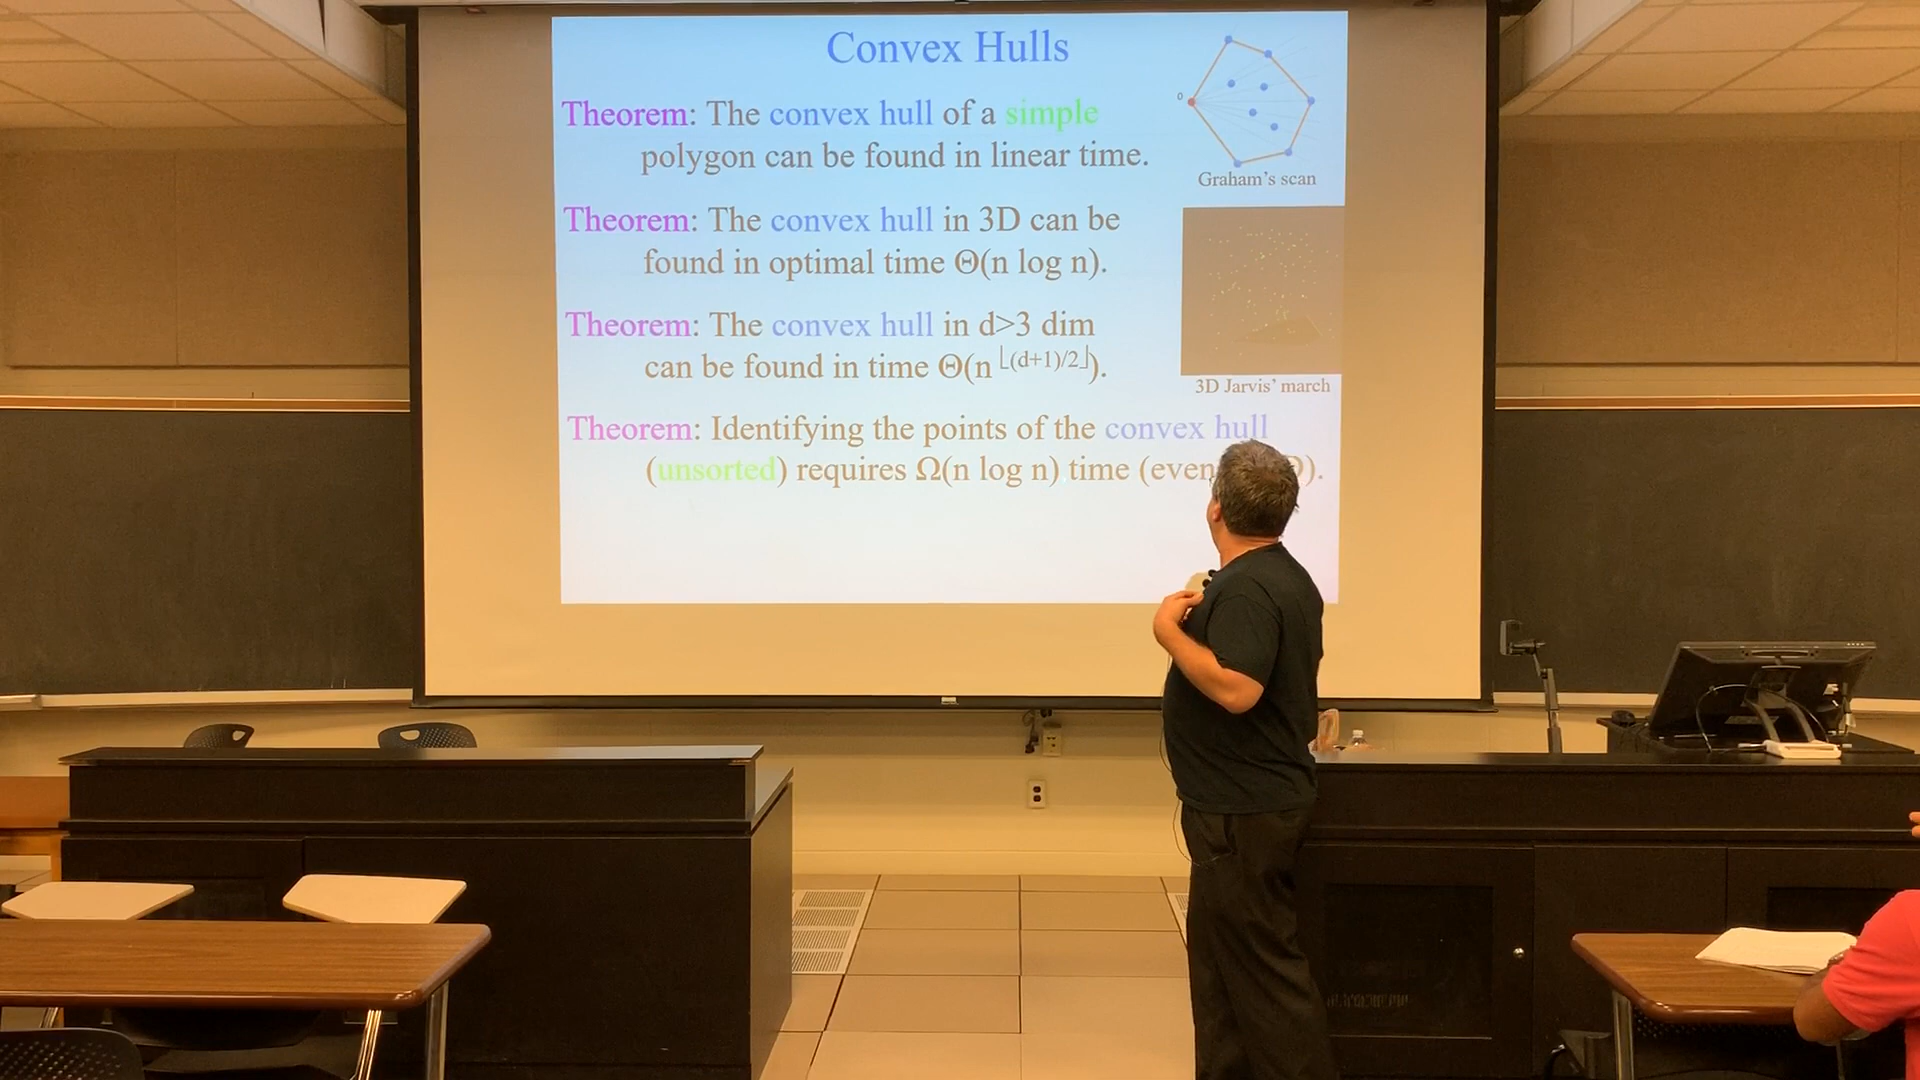 Convex Hulls
Theorem: The convex hull of a simple
polygon can be found in linear time.
0
Graham's scan
Theorem: The convex hull in 3D can be
found in optimal time Θ(n log n).
Theorem: The convex hull in d>3 dim
can be found in time Θ(n ⌊(d+1)/2⌋).
3D Jarvis' march
Theorem: Identifying the points of the convex hull
(unsorted) requires Ω(n log n) time (even ).